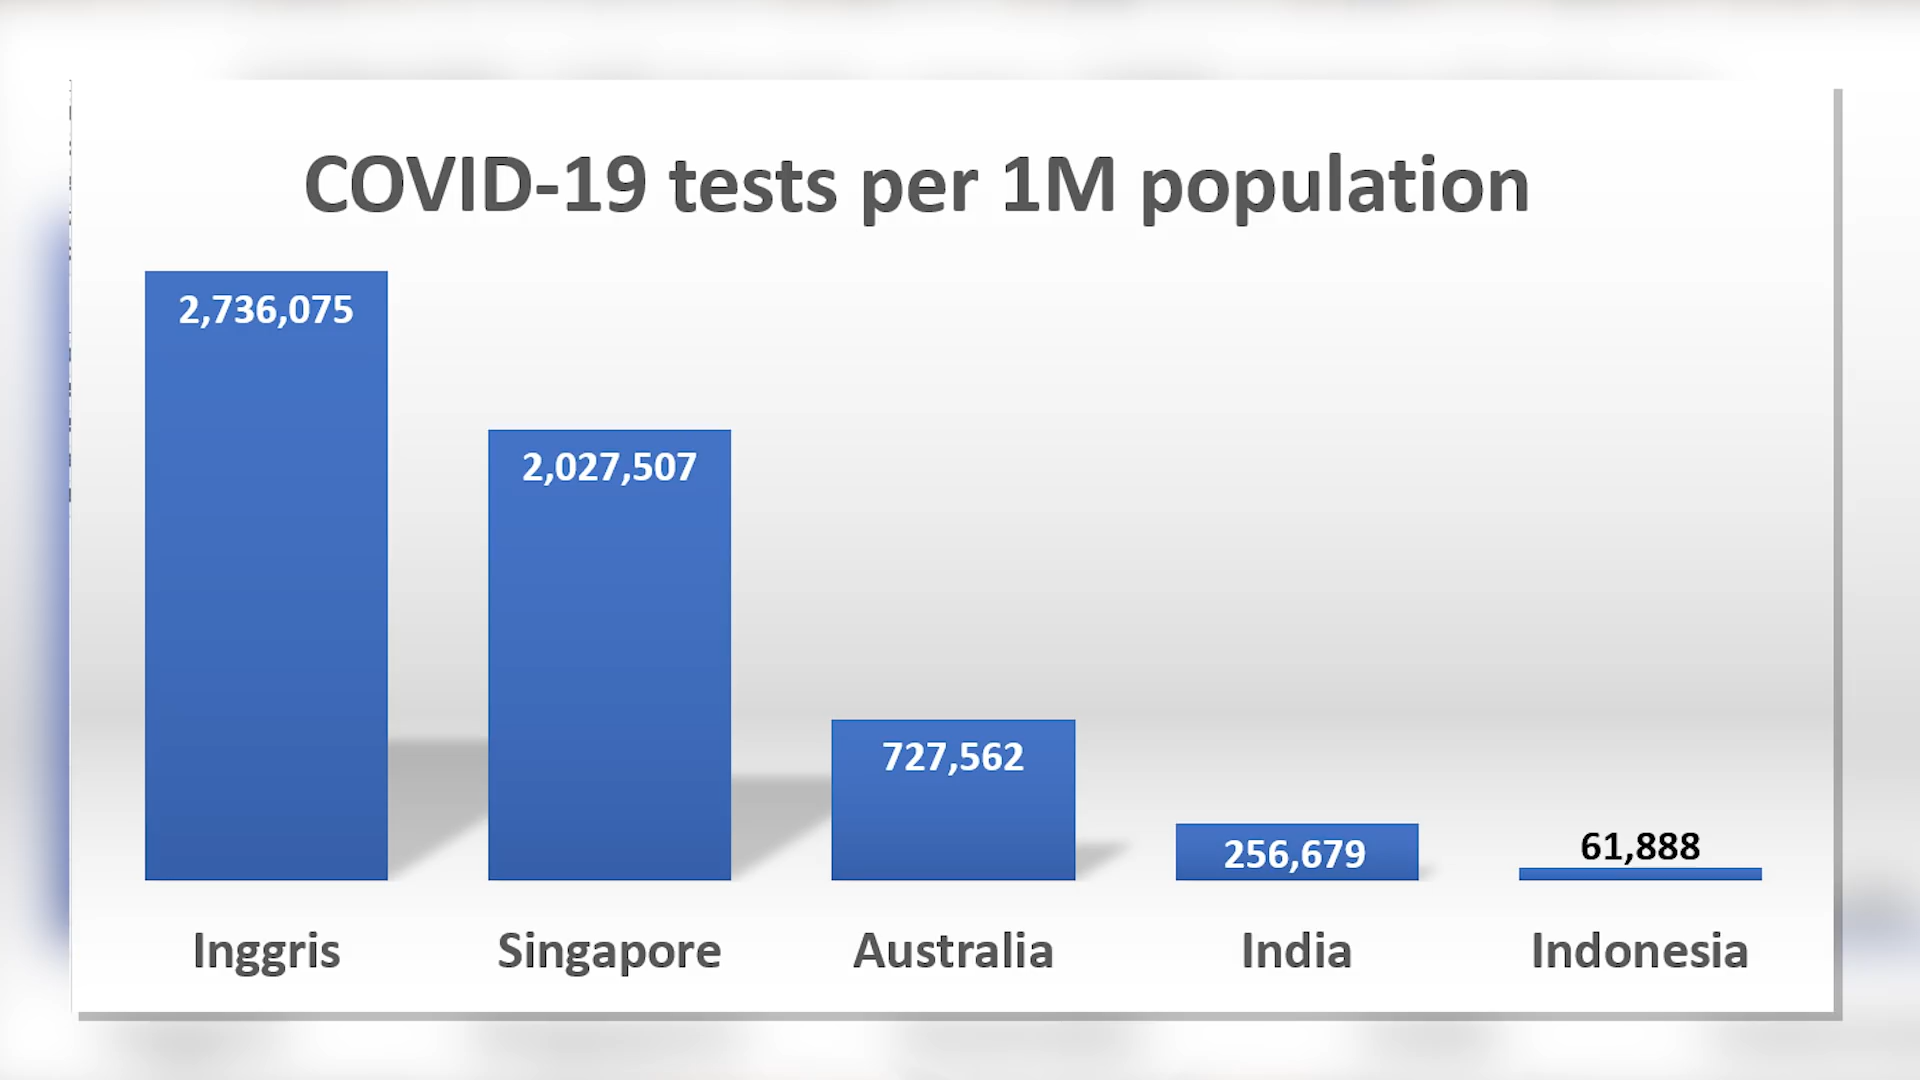 COVID-19 tests per 1M population
2,736,075
2,027,507
727,562
256,679
61,888
Inggris
Singapore
Australia
India
Indonesia